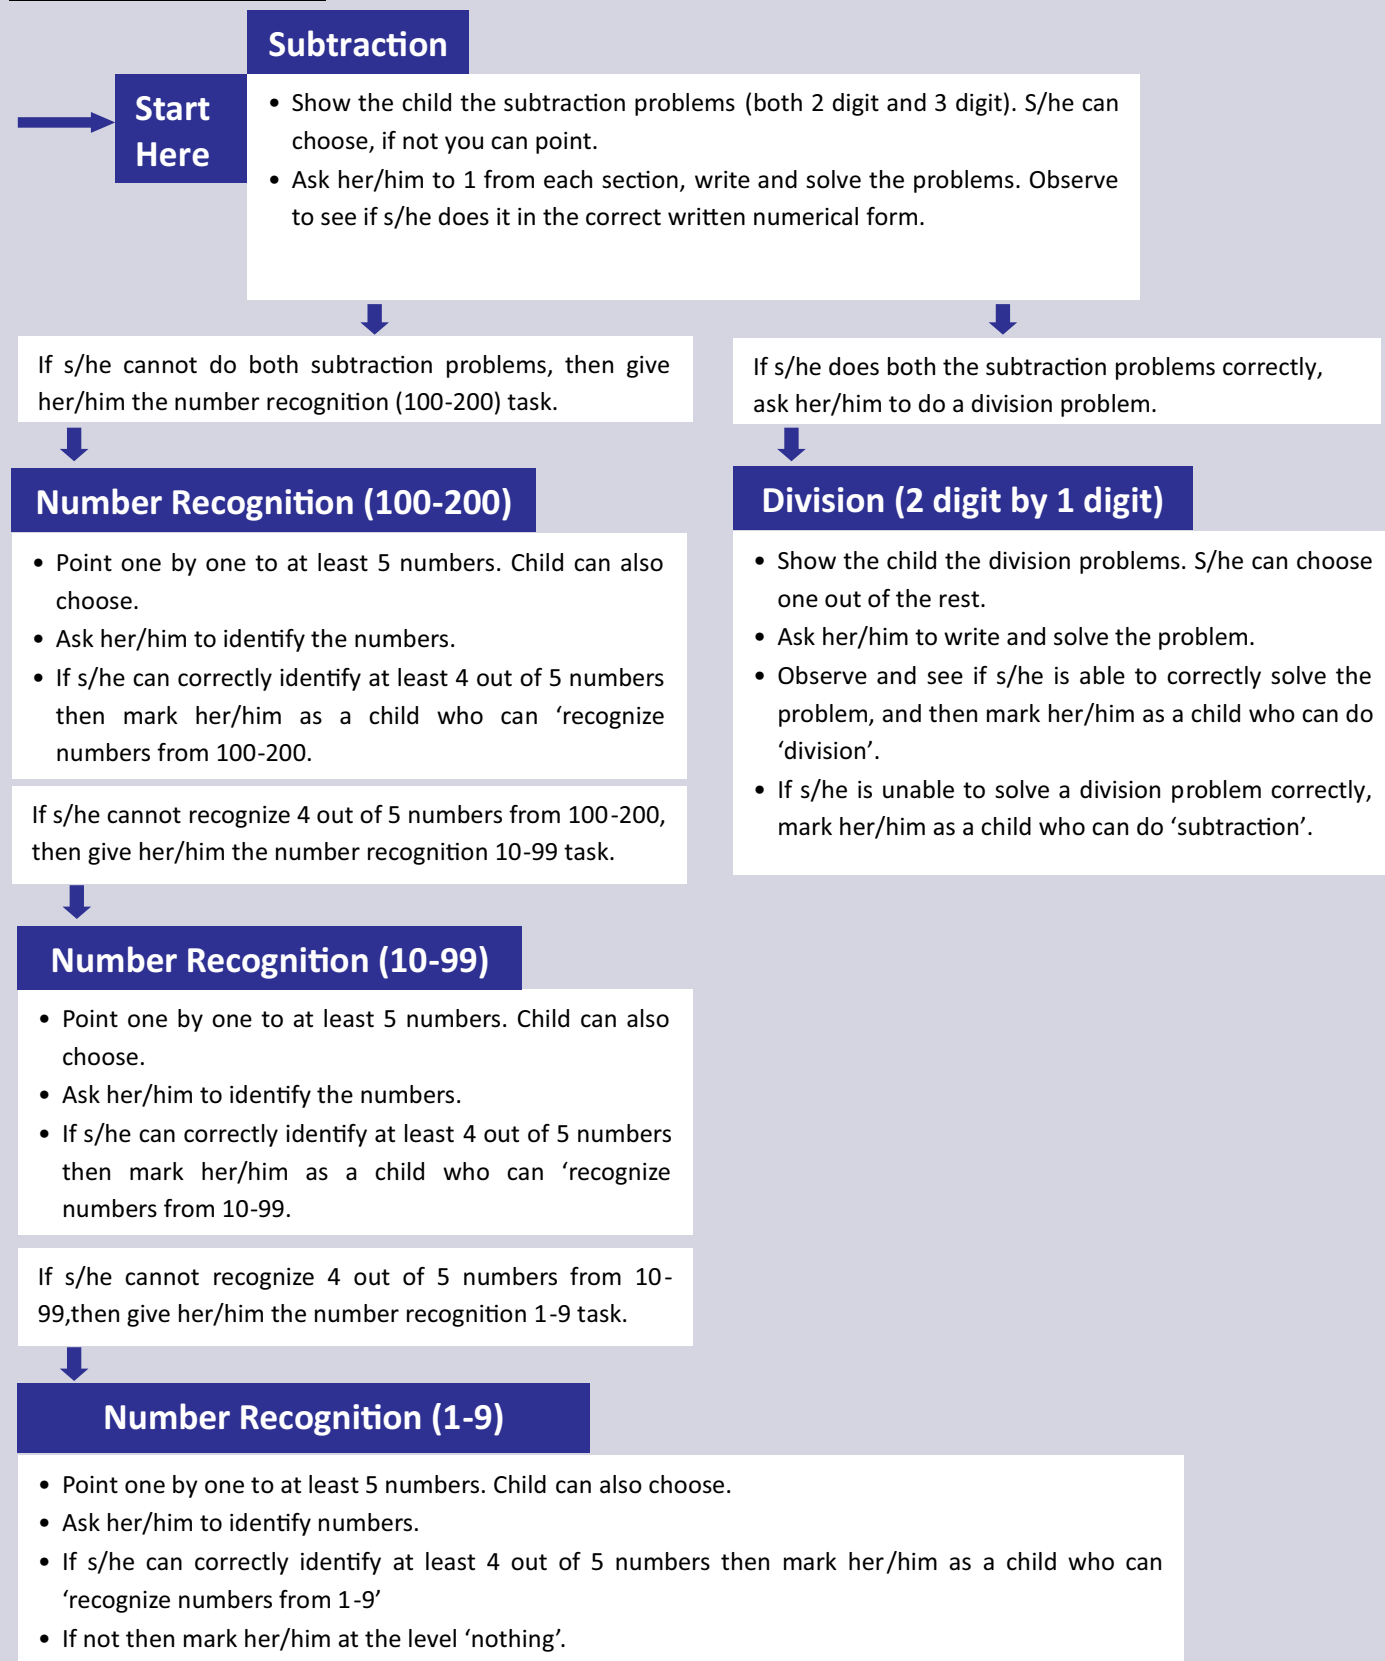 Subtraction
Start
Here
• Show the child the subtraction problems (both 2 digit and 3 digit). S/he can
choose, if not you can point.
• Ask her/him to 1 from each section, write and solve the problems. Observe
to see if s/he does it in the correct written numerical form.
If s/he cannot do both subtraction problems, then give
her/him the number recognition (100-200) task.
Number Recognition (100-200)
• Point one by one to at least 5 numbers. Child can also
choose.
• Ask her/him to identify the numbers.
• If s/he can correctly identify at least 4 out of 5 numbers
then mark her/him as a child who can ‘recognize
numbers from 100-200.
If s/he cannot recognize 4 out of 5 numbers from 100-200,
then give her/him the number recognition 10-99 task.
Number Recognition (10-99)
• Point one by one to at least 5 numbers. Child can also
choose.
• Ask her/him to identify the numbers.
• If s/he can correctly identify at least 4 out of 5 numbers
then mark her/him as a child who can ‘recognize
numbers from 10-99.
If s/he cannot recognize 4 out of 5 numbers from 10-
99,then give her/him the number recognition 1-9 task.
If s/he does both the subtraction problems correctly,
ask her/him to do a division problem.
Division (2 digit by 1 digit)
• Show the child the division problems. S/he can choose
one out of the rest.
• Ask her/him to write and solve the problem.
• Observe and see if s/he is able to correctly solve the
problem, and then mark her/him as a child who can do
‘division’.
• If s/he is unable to solve a division problem correctly,
mark her/him as a child who can do ‘subtraction’.
Number Recognition (1-9)
• Point one by one to at least 5 numbers. Child can also choose.
• Ask her/him to identify numbers.
• If s/he can correctly identify at least 4 out of 5 numbers then mark her/him as a child who can
‘recognize numbers from 1-9’
• If not then mark her/him at the level ‘nothing’.